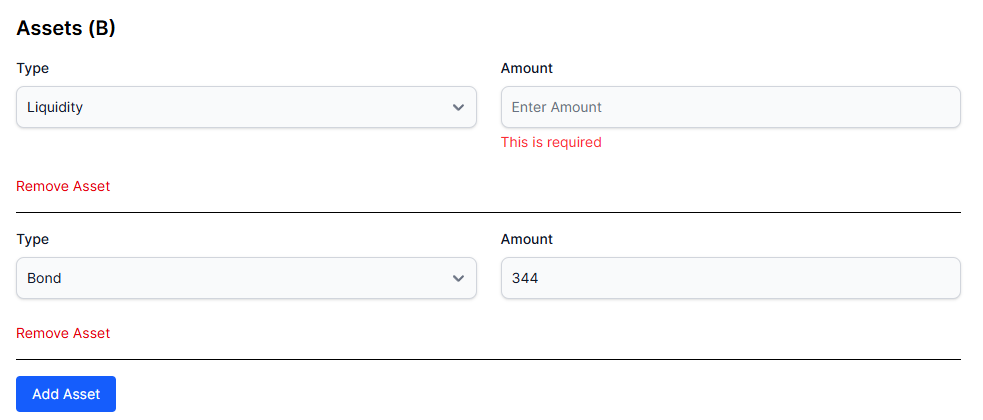 Assets (B)
Type
Amount
Liquidity
Enter Amount
This is required
Remove Asset
Type
Amount
Bond
344
Remove Asset
Add Asset